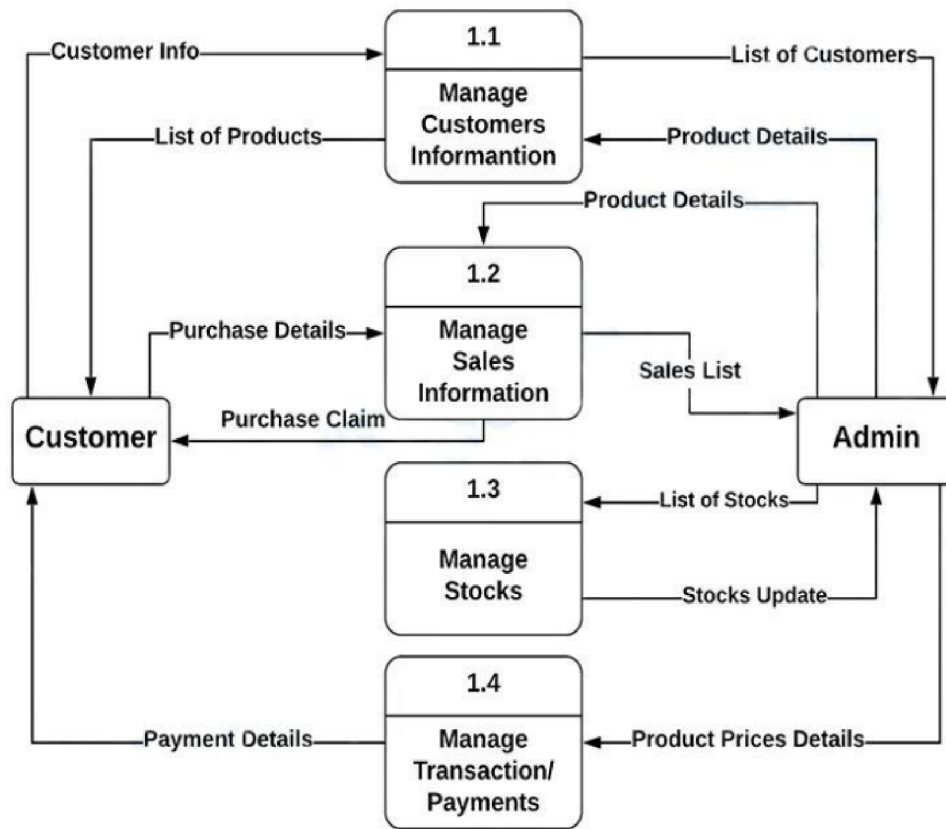 1.1
Customer Info
List of Customers
Manage
Customers
Informantion
List of Products
Product Details
Product Details
1.2
Purchase Details
Manage
Sales
Information
Sales List
Purchase Claim
Customer
Admin
1.3
List of Stocks
Manage
Stocks
Stocks Update
1.4
Payment Details
Manage
Transaction/
Payments
Product Prices Details